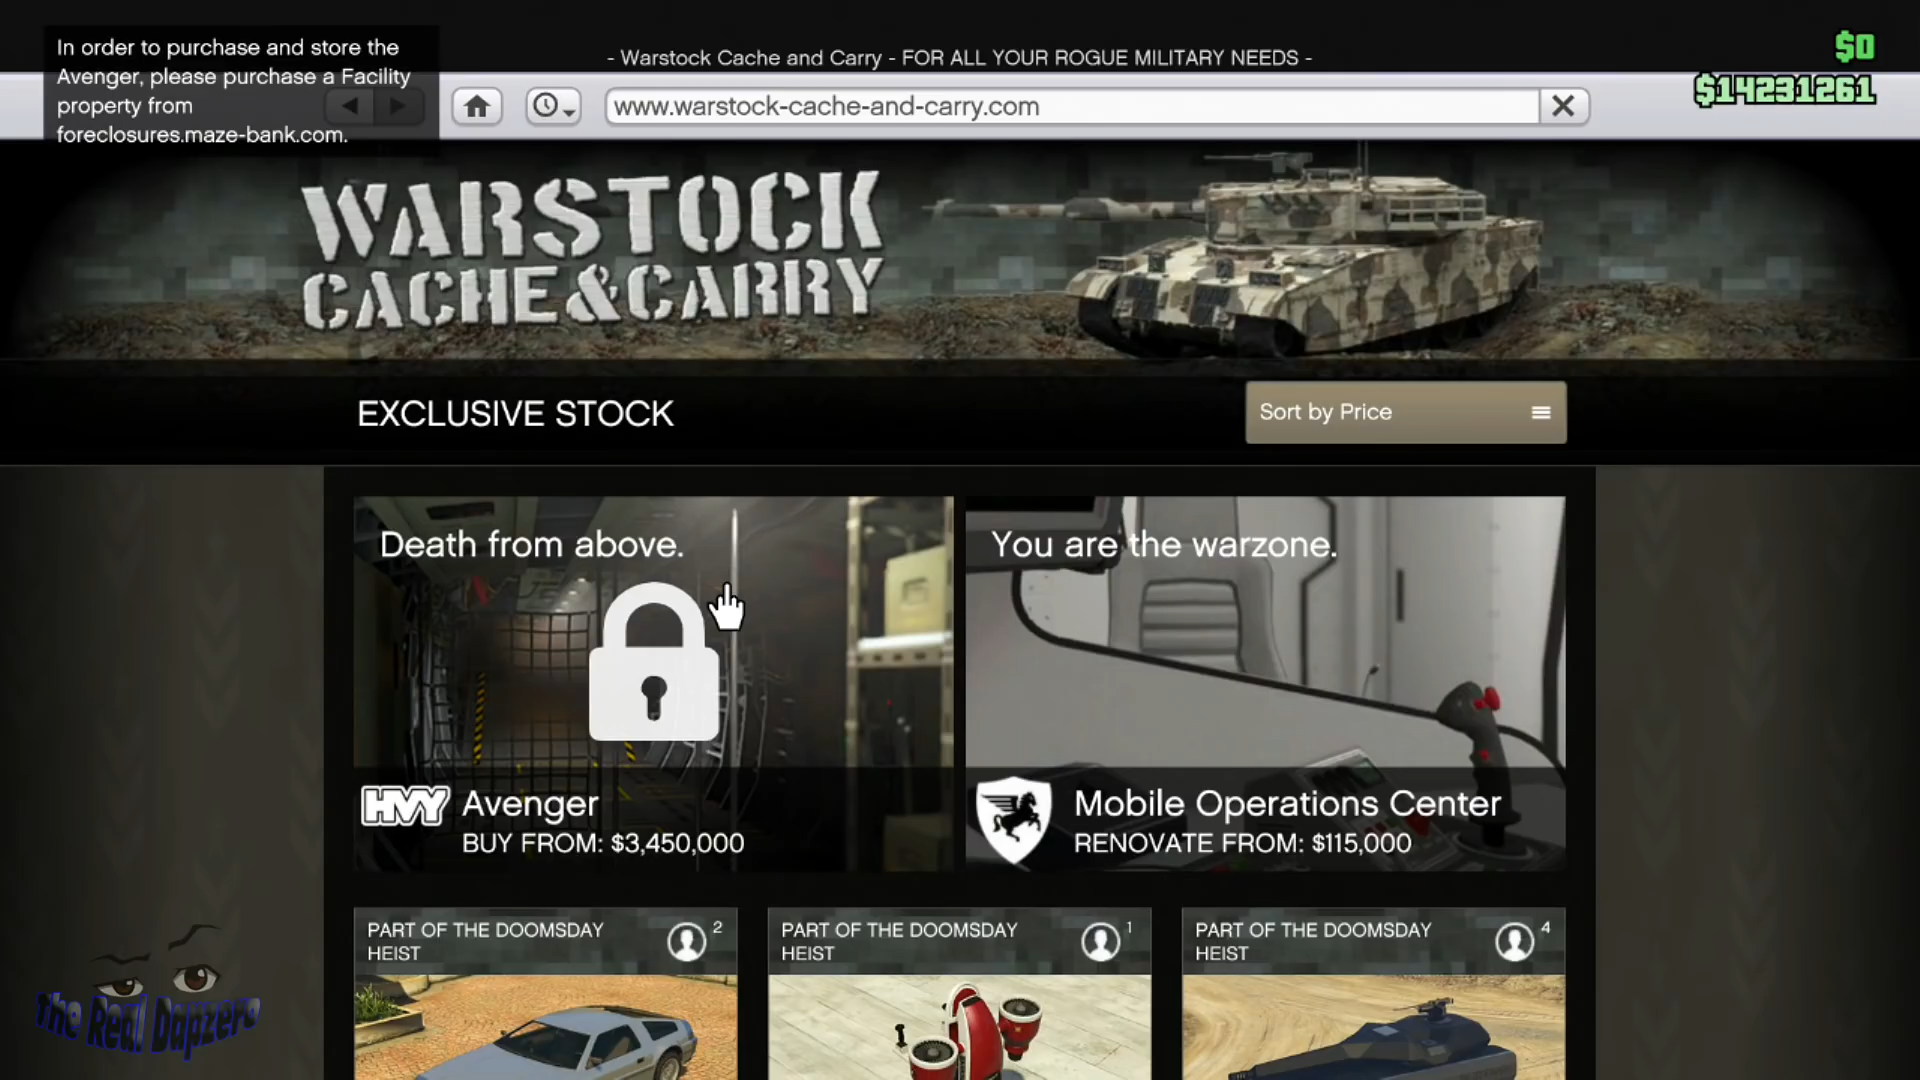 In order to purchase and store the
Avenger, please purchase a Facility
property from
foreclosures.maze-bank.com.
- Warstock Cache and Carry - FOR ALL YOUR ROGUE MILITARY NEEDS -
$0
$14231261
www.warstock-cache-and-carry.com
WARSTOCK
CACHE & CARRY
EXCLUSIVE STOCK
Sort by Price
Death from above.
You are the warzone.
HVY
Avenger
BUY FROM: $3,450,000
Mobile Operations Center
RENOVATE FROM: $115,000
PART OF THE DOOMSDAY
HEIST
2
PART OF THE DOOMSDAY
HEIST
1
PART OF THE DOOMSDAY
HEIST
4
The Real Dapzero